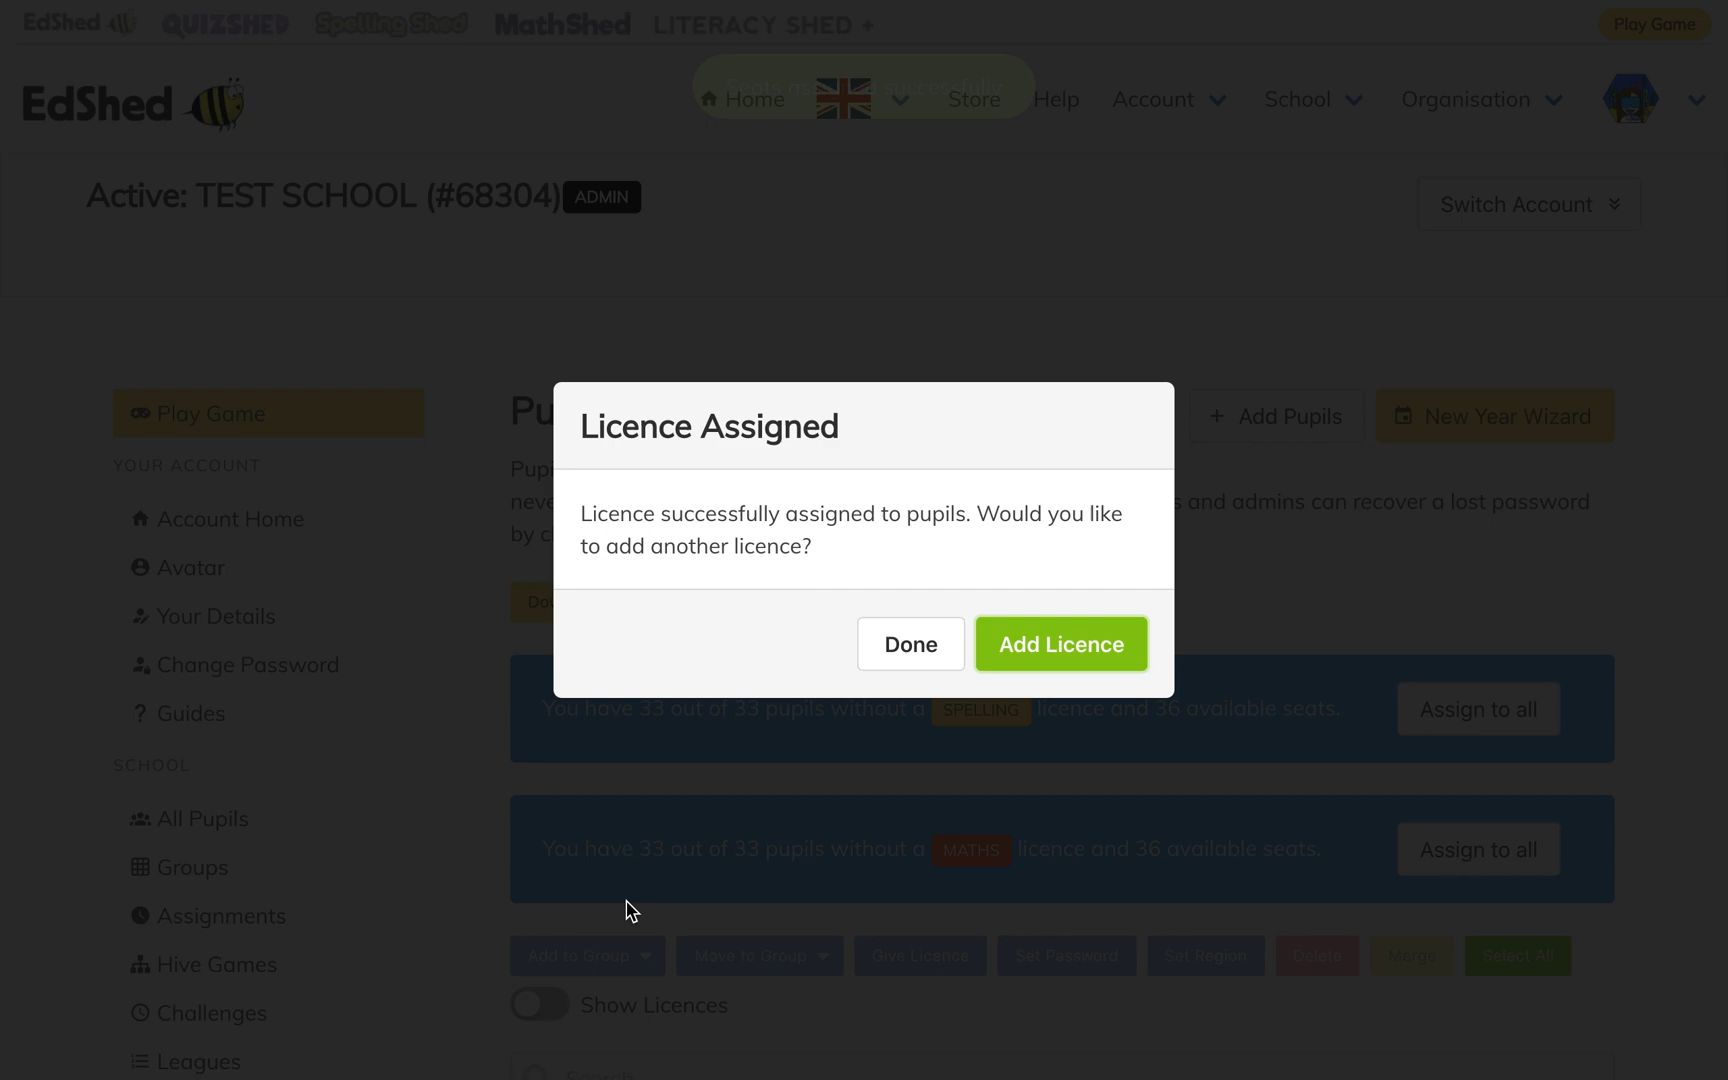 EdShed QUIZSHED Spelling Shed MathShed LITERACY SHED + Play Game
EdShed Home Store Help Account School Organisation
Seats successfully
Active: TEST SCHOOL (#68304) ADMIN Switch Account
Play Game
YOUR ACCOUNT
Account Home
Avatar
Your Details
Change Password
? Guides
SCHOOL
All Pupils
Groups
Assignments
Hive Games
Challenges
Leagues
+ Add Pupils New Year Wizard
and admins can recover a lost password
Licence Assigned
Licence successfully assigned to pupils. Would you like
to add another licence?
Done Add Licence
You have 33 out of 33 pupils without a SPELLING licence and 36 available seats. Assign to all
You have 33 out of 33 pupils without a MATHS licence and 36 available seats. Assign to all
Add to Group Move to Group Give Licence Set Password Set Region Delete Merge Select All
Show Licences
Search